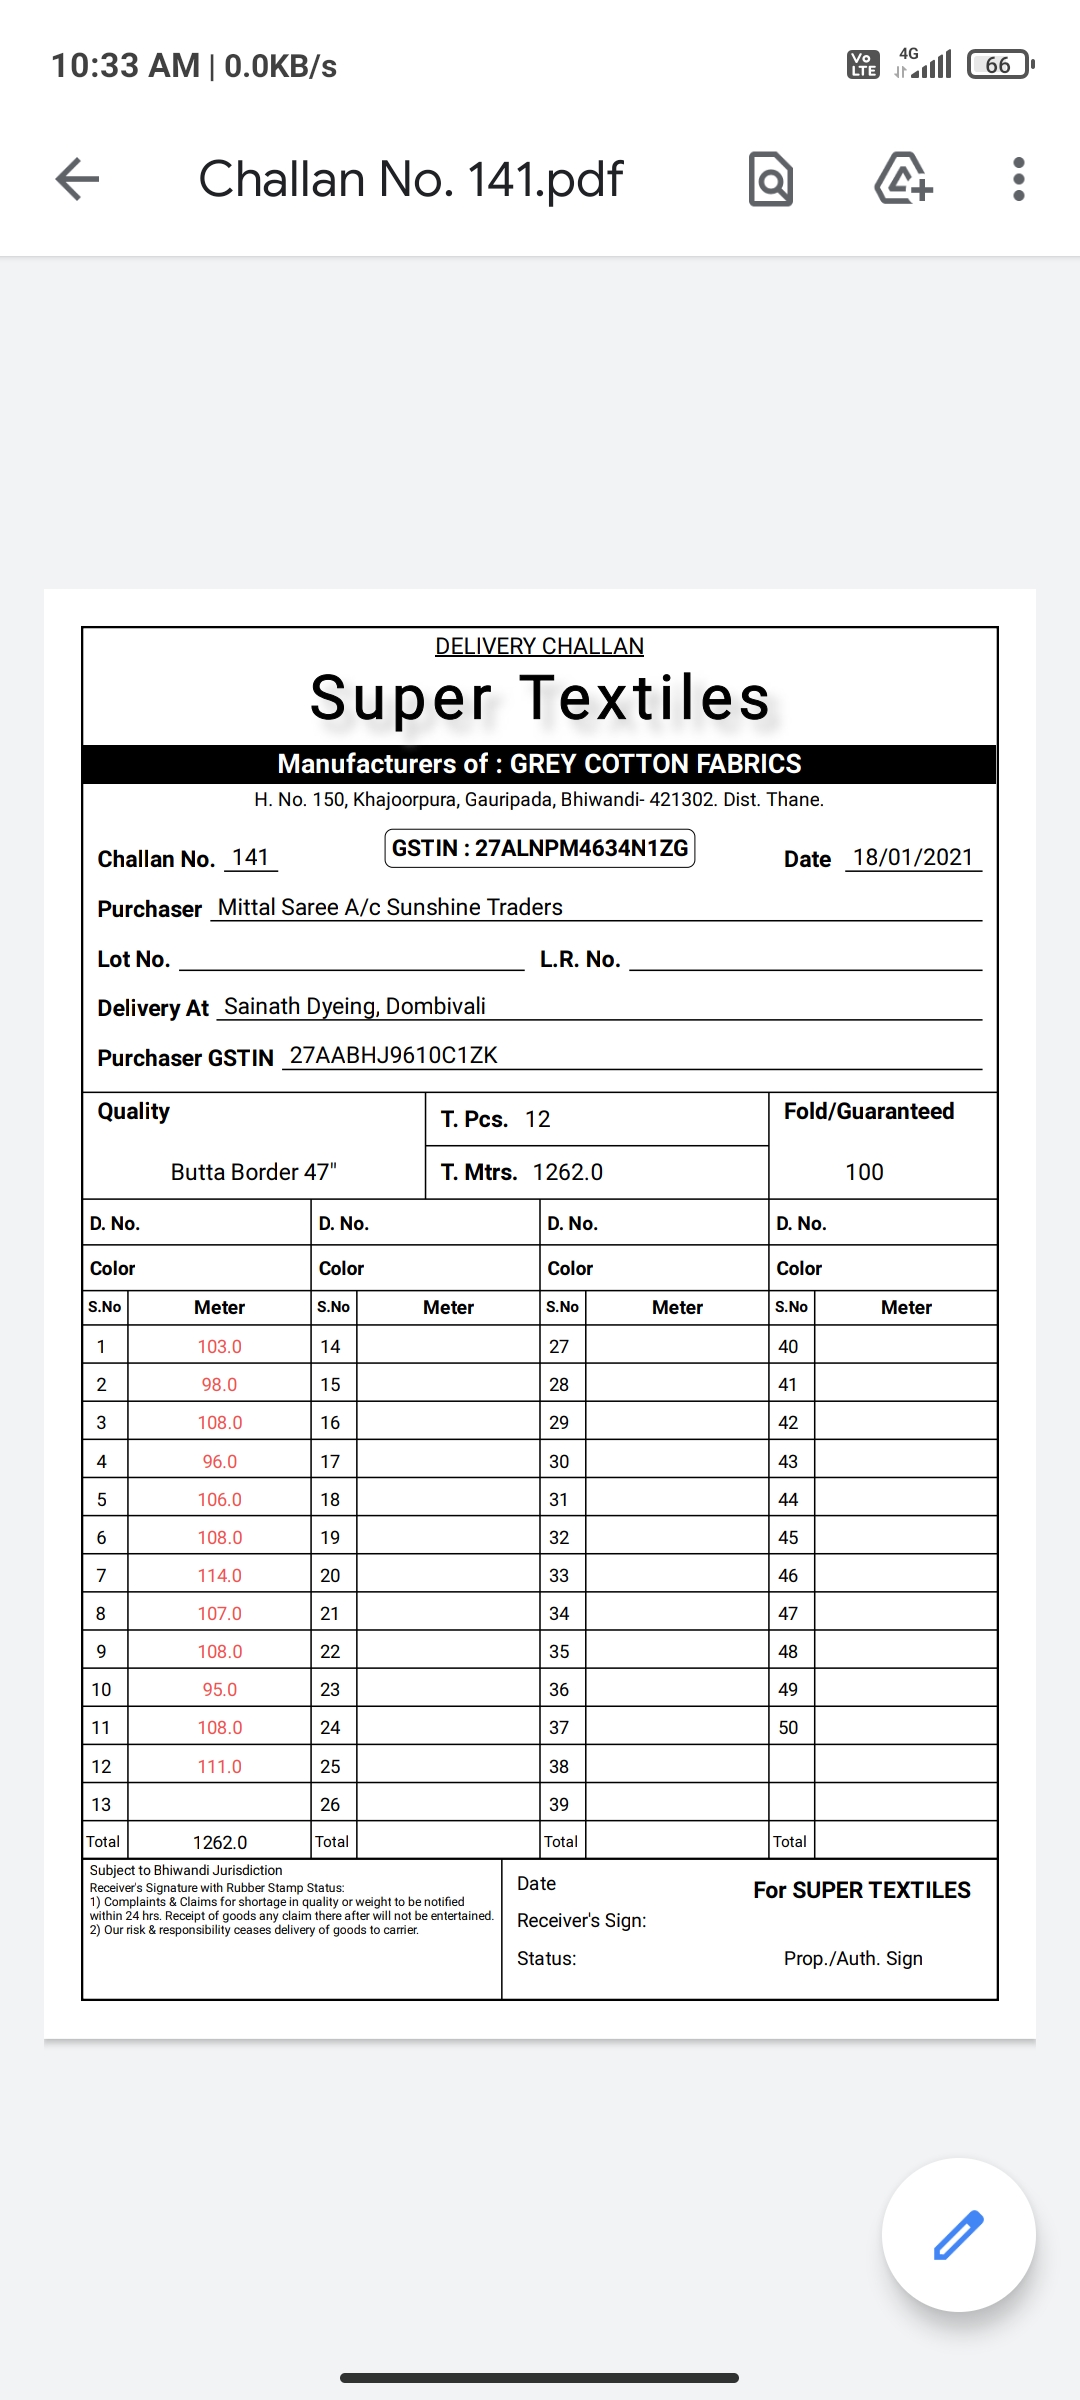 10:33 AM | 0.0KB/s
Vo LTE 4G 66
Challan No. 141.pdf
DELIVERY CHALLAN
Super Textiles
Manufacturers of : GREY COTTON FABRICS
H. No. 150, Khajoorpura, Gauripada, Bhiwandi- 421302. Dist. Thane.
Challan No. 141 GSTIN : 27ALNPM4634N1ZG Date 18/01/2021
Purchaser Mittal Saree A/c Sunshine Traders
Lot No. L.R. No.
Delivery At Sainath Dyeing, Dombivali
Purchaser GSTIN 27AABHJ9610C1ZK
Quality T. Pcs. 12 Fold/Guaranteed
Butta Border 47" T. Mtrs. 1262.0 100
D. No. D. No. D. No. D. No.
Color Color Color Color
S.No Meter S.No Meter S.No Meter S.No Meter
1 103.0 14 27 40
2 98.0 15 28 41
3 108.0 16 29 42
4 96.0 17 30 43
5 106.0 18 31 44
6 108.0 19 32 45
7 114.0 20 33 46
8 107.0 21 34 47
9 108.0 22 35 48
10 95.0 23 36 49
11 108.0 24 37 50
12 111.0 25 38
13 26 39
Total 1262.0 Total Total Total
Subject to Bhiwandi Jurisdiction
Receiver's Signature with Rubber Stamp Status:
1) Complaints & Claims for shortage in quality or weight to be notified
within 24 hrs. Receipt of goods any claim there after will not be entertained.
2) Our risk & responsibility ceases delivery of goods to carrier.
Date For SUPER TEXTILES
Receiver's Sign:
Status: Prop./Auth. Sign